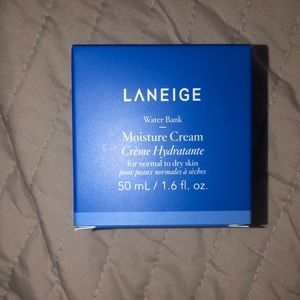 LANEIGE
Water Bank
Moisture Cream
Crème Hydratante
for normal to dry skin
pour peaux normales à sèches
50 mL / 1.6 fl. oz.